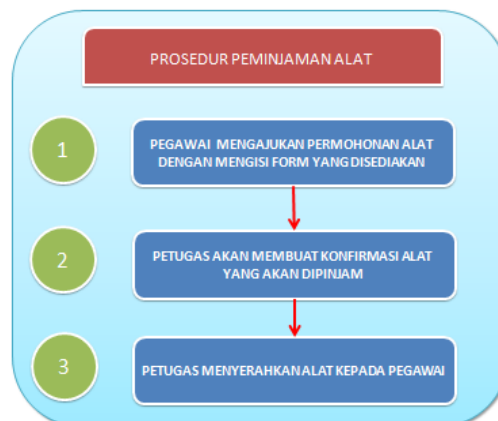 PROSEDUR PEMINJAMAN ALAT
1
PEGAWAI MENGAJUKAN PERMOHONAN ALAT
DENGAN MENGISI FORM YANG DISEDIAKAN
2
PETUGAS AKAN MEMBUAT KONFIRMASI ALAT
YANG AKAN DIPINJAM
3
PETUGAS MENYERAHKAN ALAT KEPADA PEGAWAI